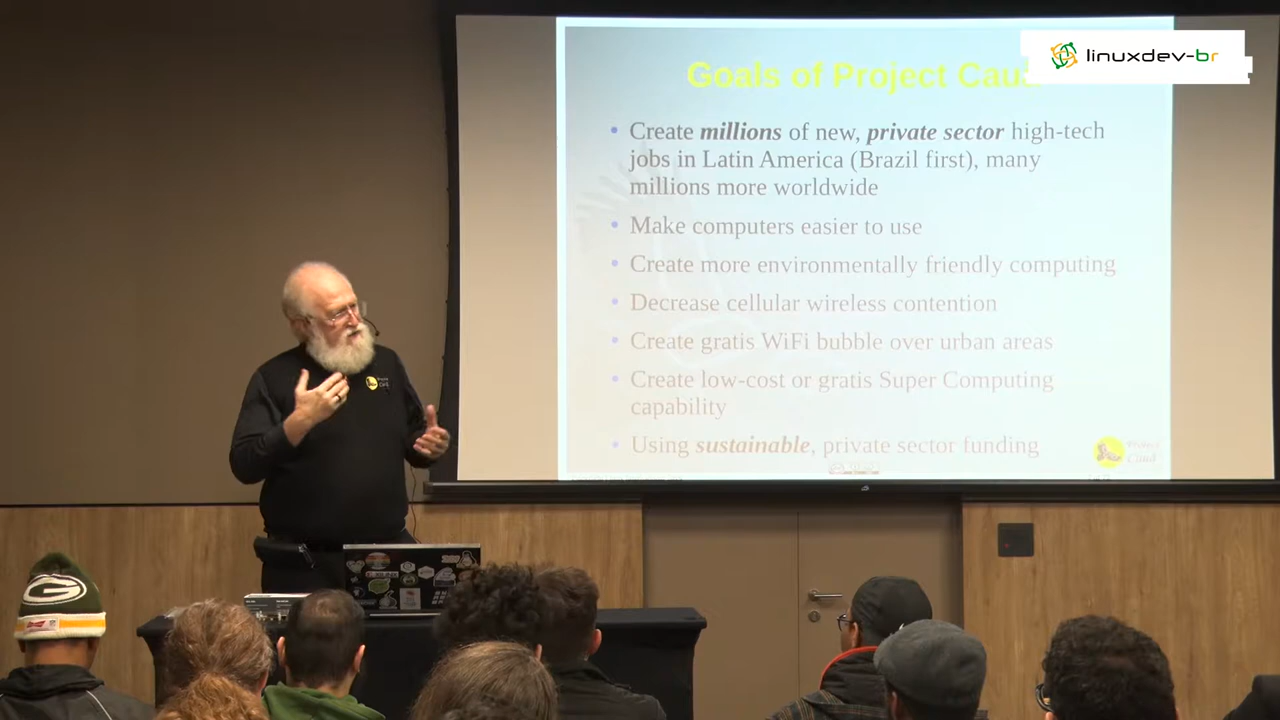 linuxdev-br
Goals of Project Cau
• Create millions of new, private sector high-tech
jobs in Latin America (Brazil first), many
millions more worldwide
• Make computers easier to use
• Create more environmentally friendly computing
• Decrease cellular wireless contention
• Create gratis WiFi bubble over urban areas
• Create low-cost or gratis Super Computing
capability
• Using sustainable, private sector funding
Project
Cauã
G